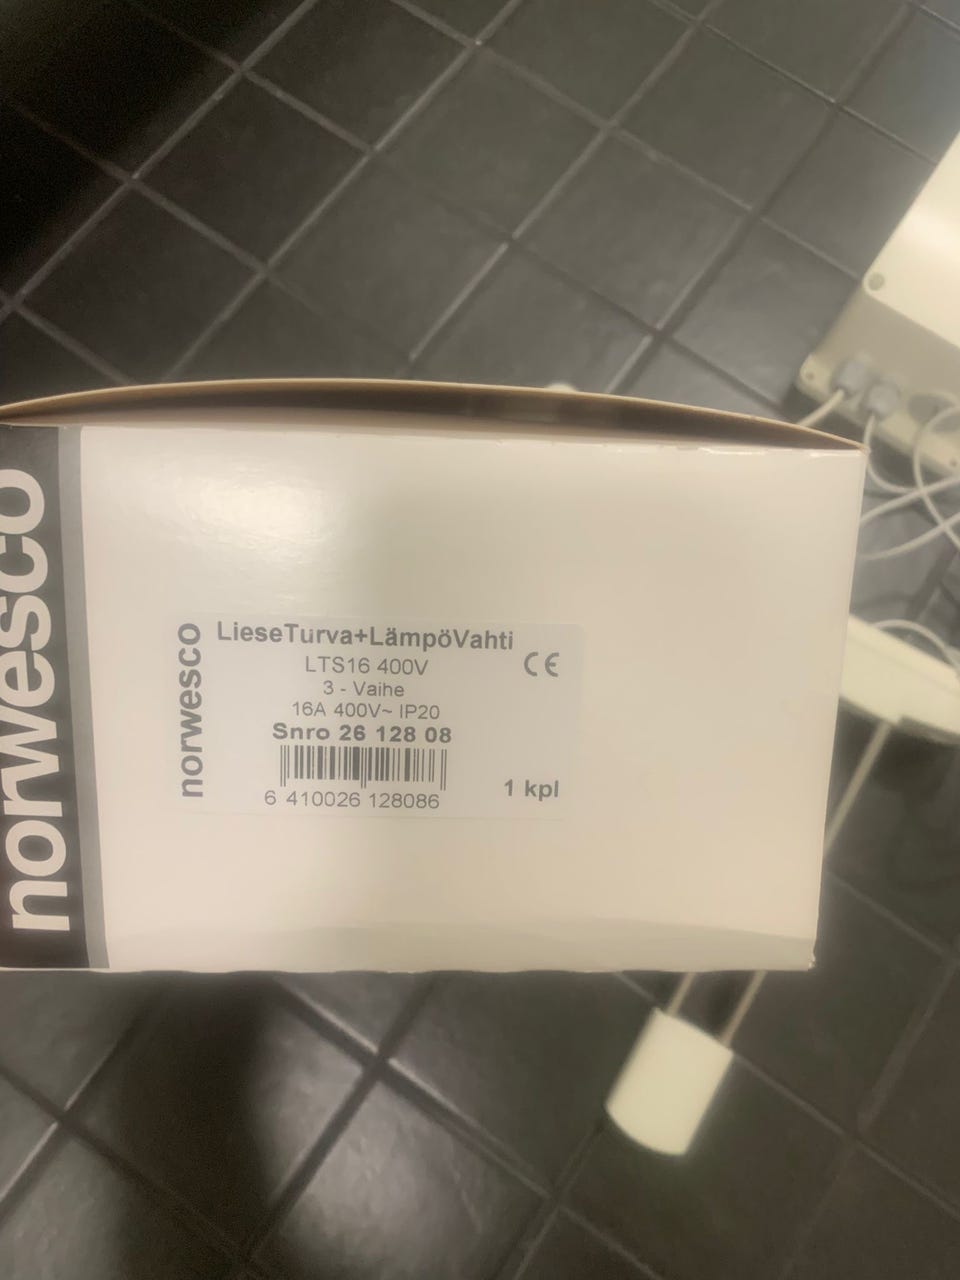 norwesco
norwesco
LieseTurva+LämpöVahti
LTS16 400V
CE
3 - Vaihe
16A 400V~ IP20
Snro 26 128 08
6 410026 128086
1 kpl